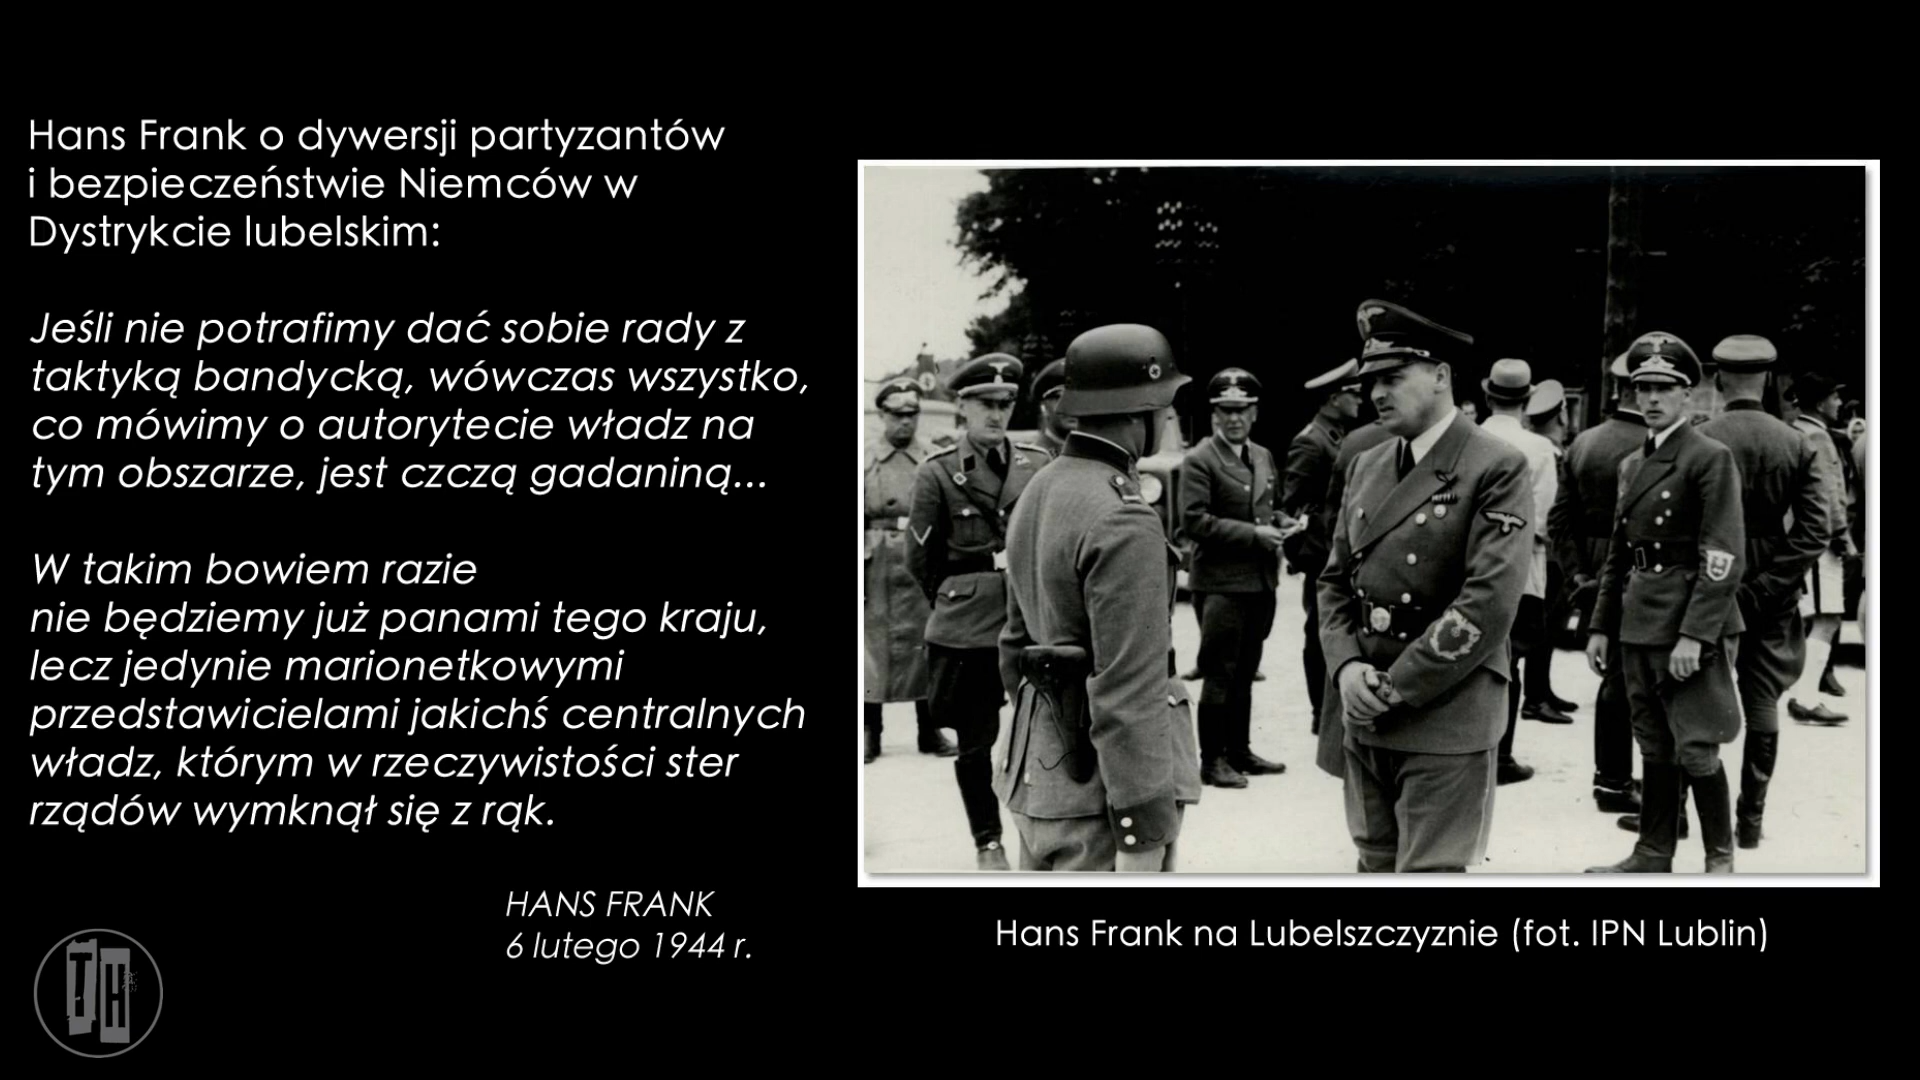 Hans Frank o dywersji partyzantów
i bezpieczeństwie Niemców w
Dystrykcie lubelskim:
Jeśli nie potrafimy dać sobie rady z
taktyką bandycką, wówczas wszystko,
co mówimy o autorytecie władz na
tym obszarze, jest czczą gadaniną...
W takim bowiem razie
nie będziemy już panami tego kraju,
lecz jedynie marionetkowymi
przedstawicielami jakichś centralnych
władz, którym w rzeczywistości ster
rządów wymknął się z rąk.
HANS FRANK
6 lutego 1944 r.
Hans Frank na Lubelszczyznie (fot. IPN Lublin)
TH